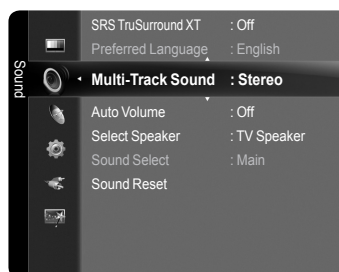 Sound
SRS TruSurround XT : Off
Preferred Language : English
Multi-Track Sound : Stereo
Auto Volume : Off
Select Speaker : TV Speaker
Sound Select : Main
Sound Reset